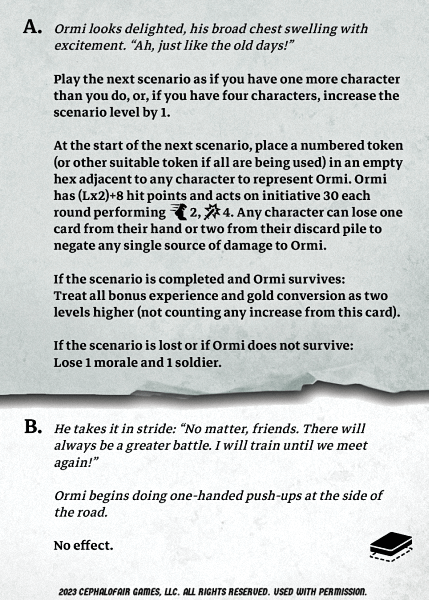 A. Ormi looks delighted, his broad chest swelling with
excitement. “Ah, just like the old days!”
Play the next scenario as if you have one more character
than you do, or, if you have four characters, increase the
scenario level by 1.
At the start of the next scenario, place a numbered token
(or other suitable token if all are being used) in an empty
hex adjacent to any character to represent Ormi. Ormi
has (Lx2)+8 hit points and acts on initiative 30 each
round performing 2, 4. Any character can lose one
card from their hand or two from their discard pile to
negate any single source of damage to Ormi.
If the scenario is completed and Ormi survives:
Treat all bonus experience and gold conversion as two
levels higher (not counting any increase from this card).
If the scenario is lost or if Ormi does not survive:
Lose 1 morale and 1 soldier.
B. He takes it in stride: “No matter, friends. There will
always be a greater battle. I will train until we meet
again!”
Ormi begins doing one-handed push-ups at the side of
the road.
No effect.
2023 CEPHALOFAIR GAMES, LLC. ALL RIGHTS RESERVED. USED WITH PERMISSION.